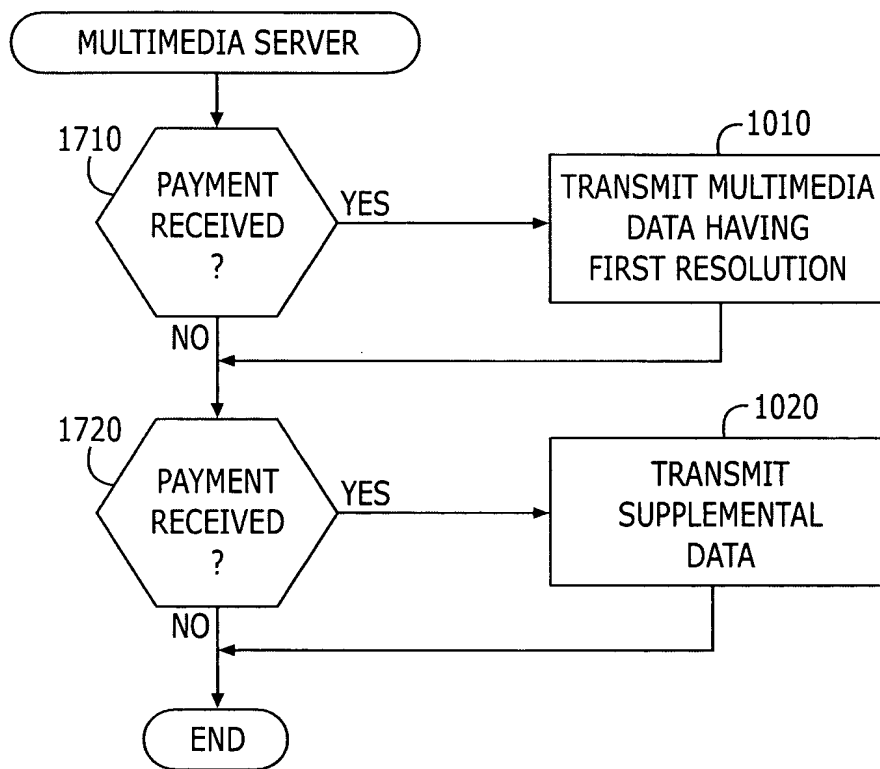 MULTIMEDIA SERVER
1710
PAYMENT
RECEIVED
?
YES
NO
1010
TRANSMIT MULTIMEDIA
DATA HAVING
FIRST RESOLUTION
1720
PAYMENT
RECEIVED
?
YES
NO
1020
TRANSMIT
SUPPLEMENTAL
DATA
END